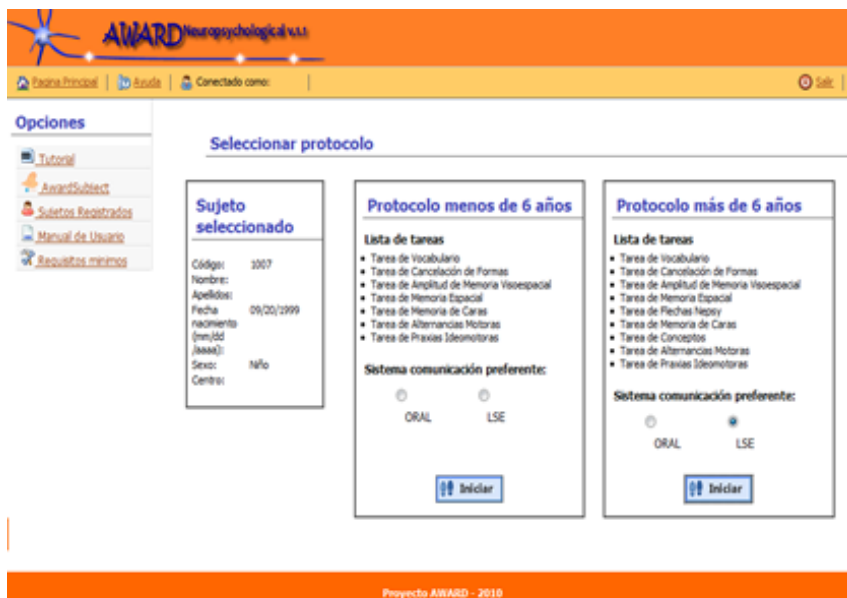 AWARD Neuropsychological v.1.1
Pagina Principal | Ayuda | Conectado como: |
Salir |
Opciones
Tutorial
AwardSubject
Sujetos Registrados
Manual de Usuario
Requisitos minimos
Seleccionar protocolo
Sujeto
seleccionado
Código: 1007
Nombre:
Apellidos:
Fecha 09/20/1999
nacimiento
(mm/dd
/aaaa):
Sexo: Niño
Centro:
Protocolo menos de 6 años
Lista de tareas
Tarea de Vocabulario
Tarea de Cancelación de Formas
Tarea de Amplitud de Memoria Visoespacial
Tarea de Memoria Espacial
Tarea de Memoria de Caras
Tarea de Alternancias Motoras
Tarea de Praxias Ideomotoras
Sistema comunicación preferente:
ORAL LSE
Iniciar
Protocolo más de 6 años
Lista de tareas
Tarea de Vocabulario
Tarea de Cancelación de Formas
Tarea de Amplitud de Memoria Visoespacial
Tarea de Memoria Espacial
Tarea de Flechas Nepsy
Tarea de Memoria de Caras
Tarea de Conceptos
Tarea de Alternancias Motoras
Tarea de Praxias Ideomotoras
Sistema comunicación preferente:
ORAL LSE
Iniciar
Proyecto AWARD - 2010